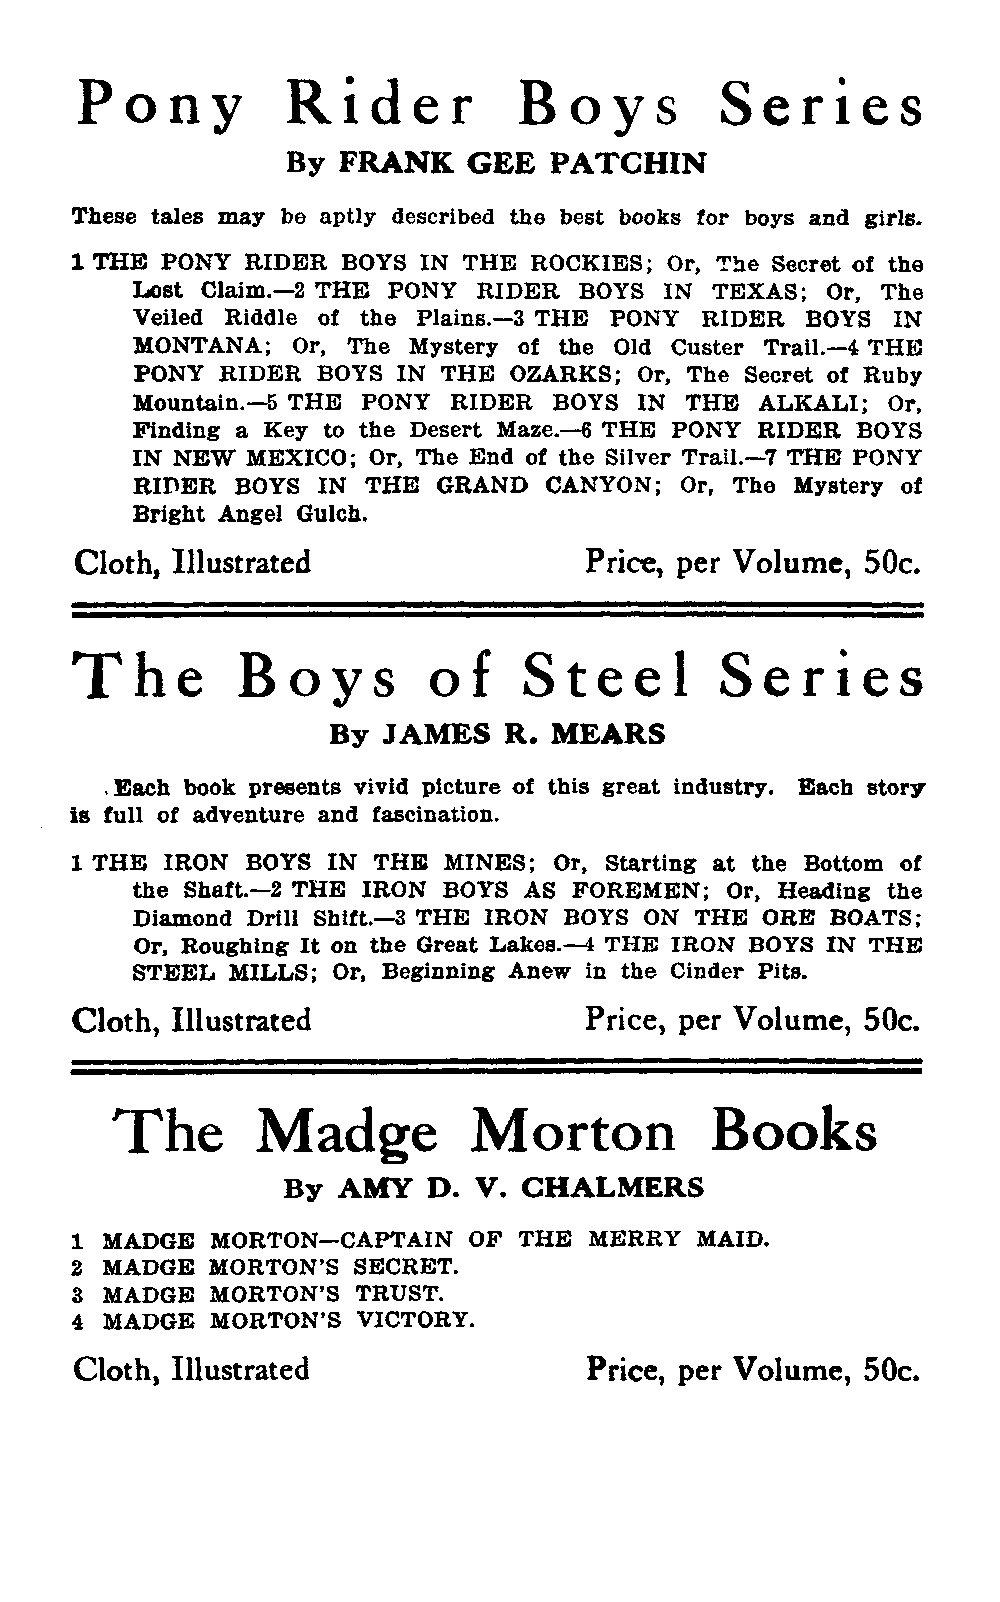 Pony Rider Boys Series
By FRANK GEE PATCHIN
These tales may be aptly described the best books for boys and girls.
1 THE PONY RIDER BOYS IN THE ROCKIES; Or, The Secret of the
Lost Claim.—2 THE PONY RIDER BOYS IN TEXAS; Or, The
Veiled Riddle of the Plains.—3 THE PONY RIDER BOYS IN
MONTANA; Or, The Mystery of the Old Custer Trail.—4 THE
PONY RIDER BOYS IN THE OZARKS; Or, The Secret of Ruby
Mountain.—5 THE PONY RIDER BOYS IN THE ALKALI; Or,
Finding a Key to the Desert Maze.—6 THE PONY RIDER BOYS
IN NEW MEXICO; Or, The End of the Silver Trail.—7 THE PONY
RIDER BOYS IN THE GRAND CANYON; Or, The Mystery of
Bright Angel Gulch.
Cloth, Illustrated Price, per Volume, 50c.
The Boys of Steel Series
By JAMES R. MEARS
Each book presents vivid picture of this great industry. Each story
is full of adventure and fascination.
1 THE IRON BOYS IN THE MINES; Or, Starting at the Bottom of
the Shaft.—2 THE IRON BOYS AS FOREMEN; Or, Heading the
Diamond Drill Shift.—3 THE IRON BOYS ON THE ORE BOATS;
Or, Roughing It on the Great Lakes.—4 THE IRON BOYS IN THE
STEEL MILLS; Or, Beginning Anew in the Cinder Pits.
Cloth, Illustrated Price, per Volume, 50c.
The Madge Morton Books
By AMY D. V. CHALMERS
1 MADGE MORTON—CAPTAIN OF THE MERRY MAID.
2 MADGE MORTON'S SECRET.
3 MADGE MORTON'S TRUST.
4 MADGE MORTON'S VICTORY.
Cloth, Illustrated Price, per Volume, 50c.